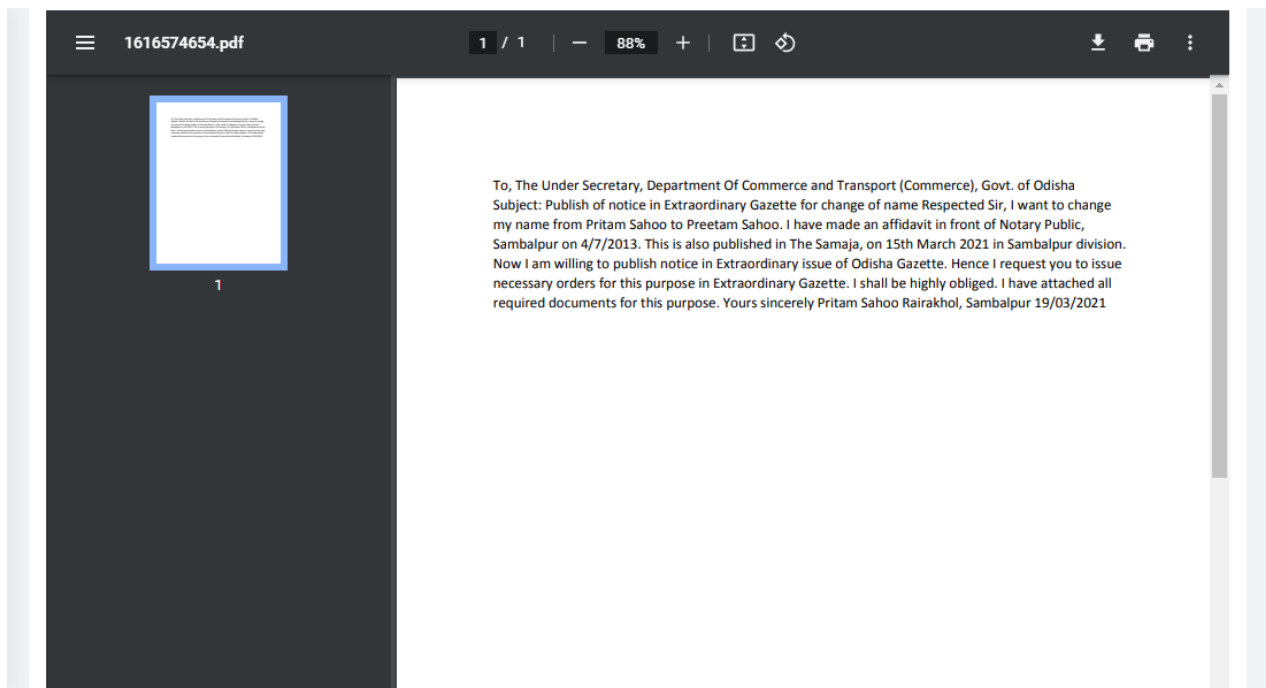 1616574654.pdf
1 / 1
88%
1
To, The Under Secretary, Department Of Commerce and Transport (Commerce), Govt. of Odisha
Subject: Publish of notice in Extraordinary Gazette for change of name Respected Sir, I want to change
my name from Pritam Sahoo to Preetam Sahoo. I have made an affidavit in front of Notary Public,
Sambalpur on 4/7/2013. This is also published in The Samaja, on 15th March 2021 in Sambalpur division.
Now I am willing to publish notice in Extraordinary issue of Odisha Gazette. Hence I request you to issue
necessary orders for this purpose in Extraordinary Gazette. I shall be highly obliged. I have attached all
required documents for this purpose. Yours sincerely Pritam Sahoo Rairakhol, Sambalpur 19/03/2021